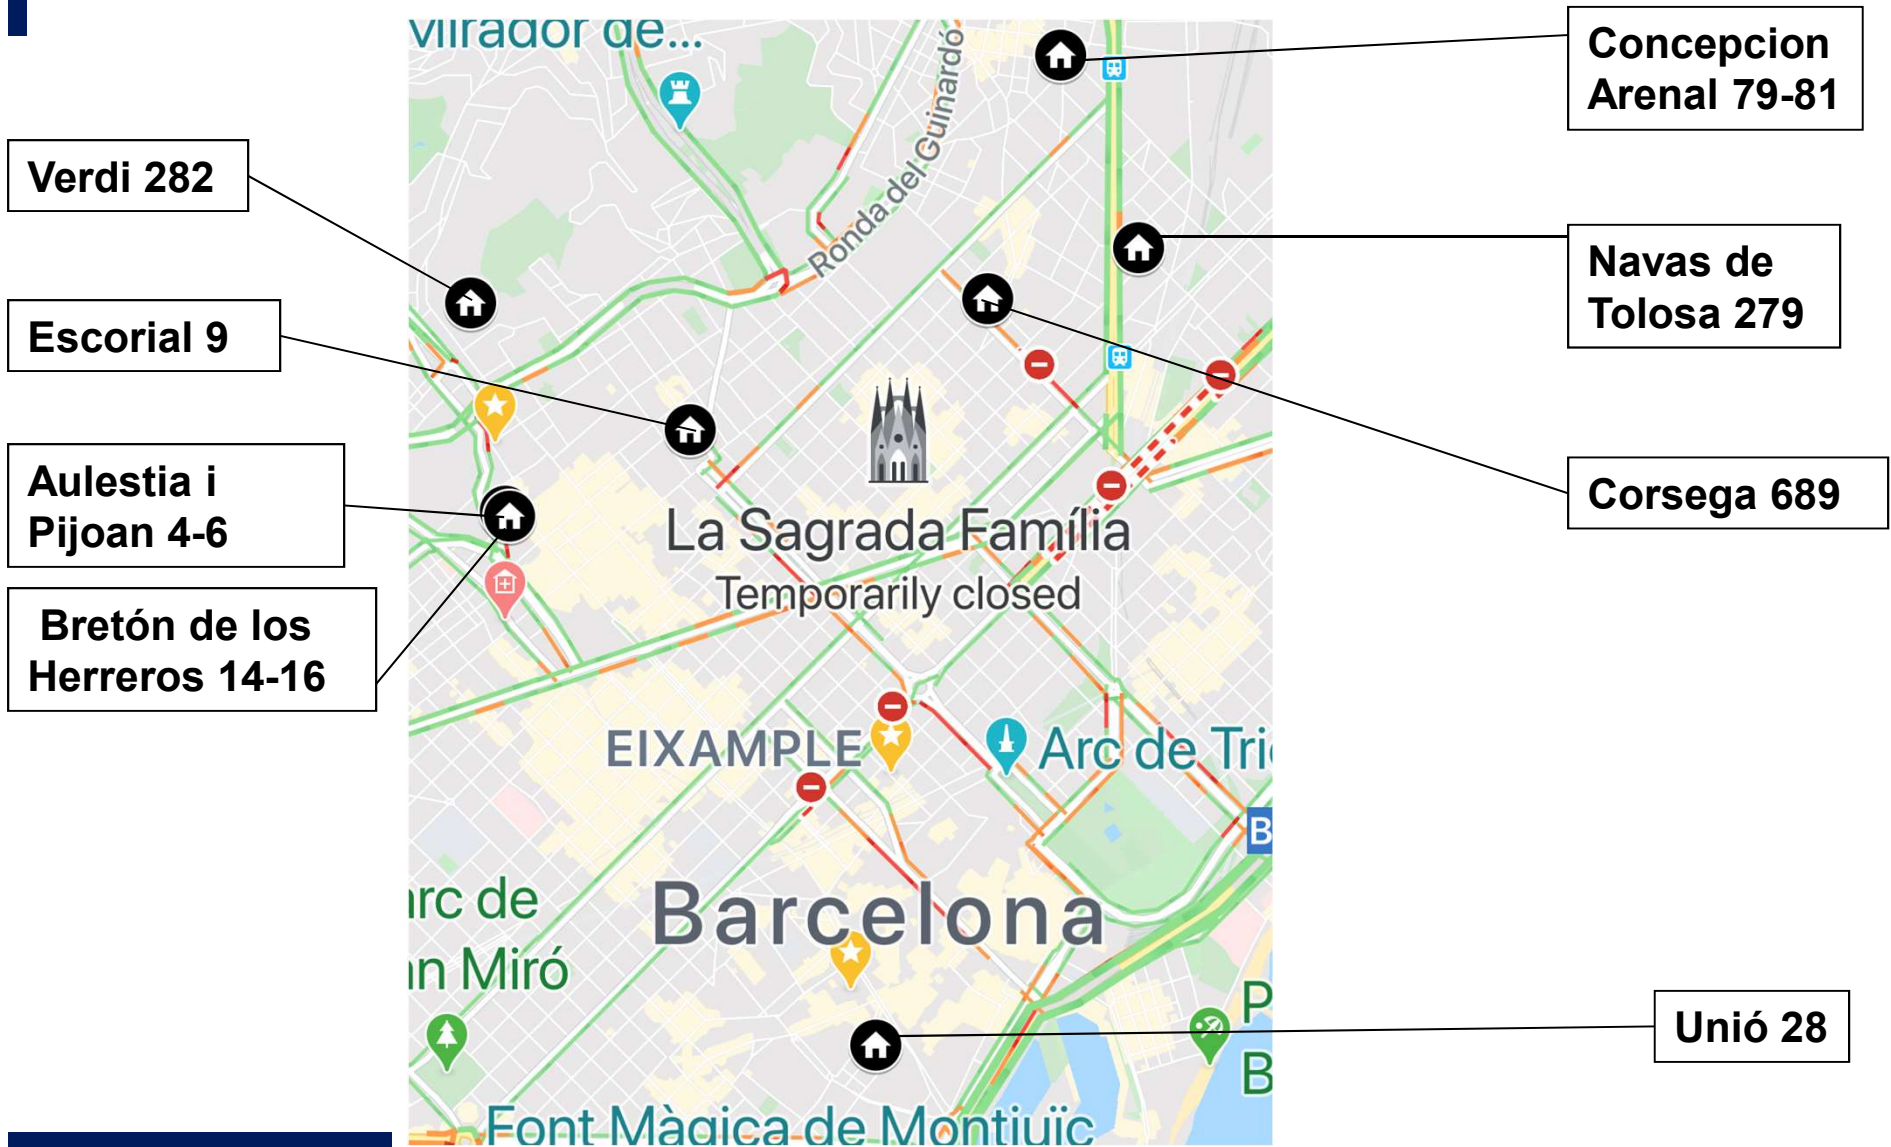 Mirador de...
Concepcion
Arenal 79-81
Ronda del Guinardó
Verdi 282
Navas de
Tolosa 279
Escorial 9
Aulestia i
Pijoan 4-6
Corsega 689
La Sagrada Família
Temporarily closed
Bretón de los
Herreros 14-16
EIXAMPLE
Arc de Tri
B
arc de
Barcelona
n Miró
P
Unió 28
B
Font Màgica de Montjuïc